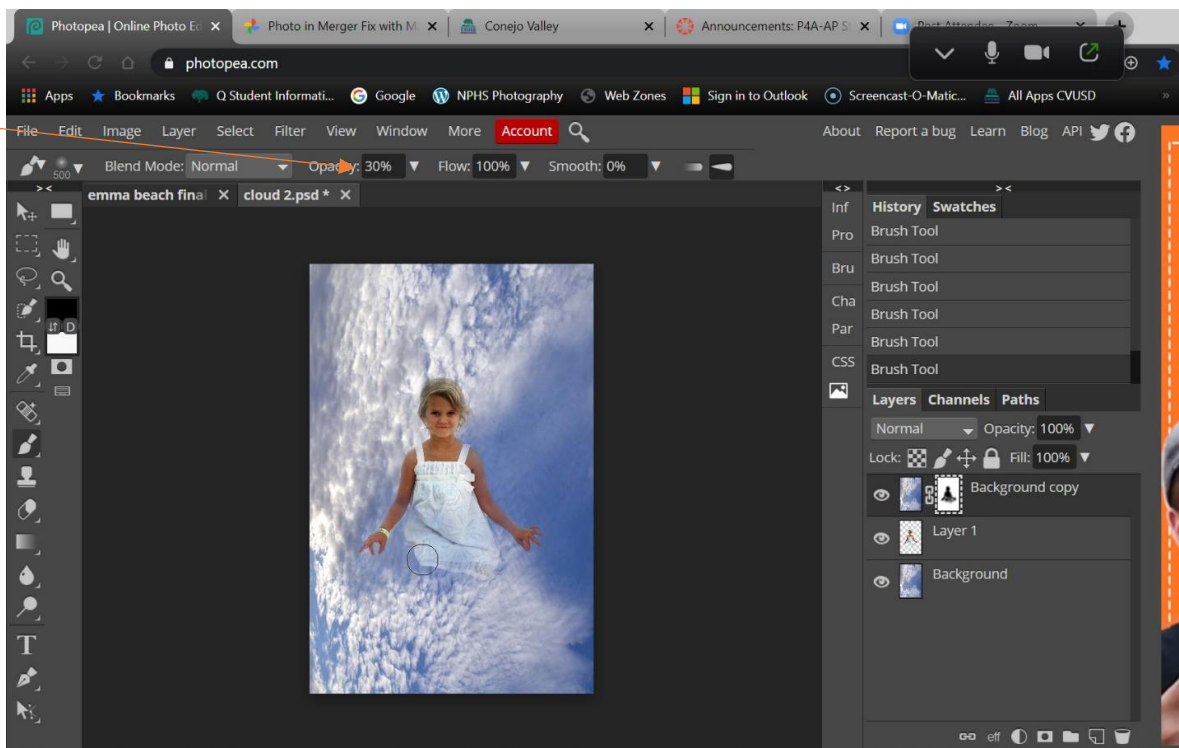 Photopea | Online Photo Ed
Photo in Merger Fix with M
Conejo Valley
Announcements: P4A-AP S
photopea.com
Apps Bookmarks Q Student Informati... Google NPHS Photography Web Zones Sign in to Outlook Screencast-O-Matic... All Apps CVUSD »
File Edit Image Layer Select Filter View Window More Account About Report a bug Learn Blog API
500 Blend Mode: Normal Opacity: 30% Flow: 100% Smooth: 0%
emma beach final cloud 2.psd *
Inf
Pro
Bru
Cha
Par
CSS
History Swatches
Brush Tool
Brush Tool
Brush Tool
Brush Tool
Brush Tool
Brush Tool
Layers Channels Paths
Normal Opacity: 100%
Lock: Fill: 100%
Background copy
Layer 1
Background
D
T
eff